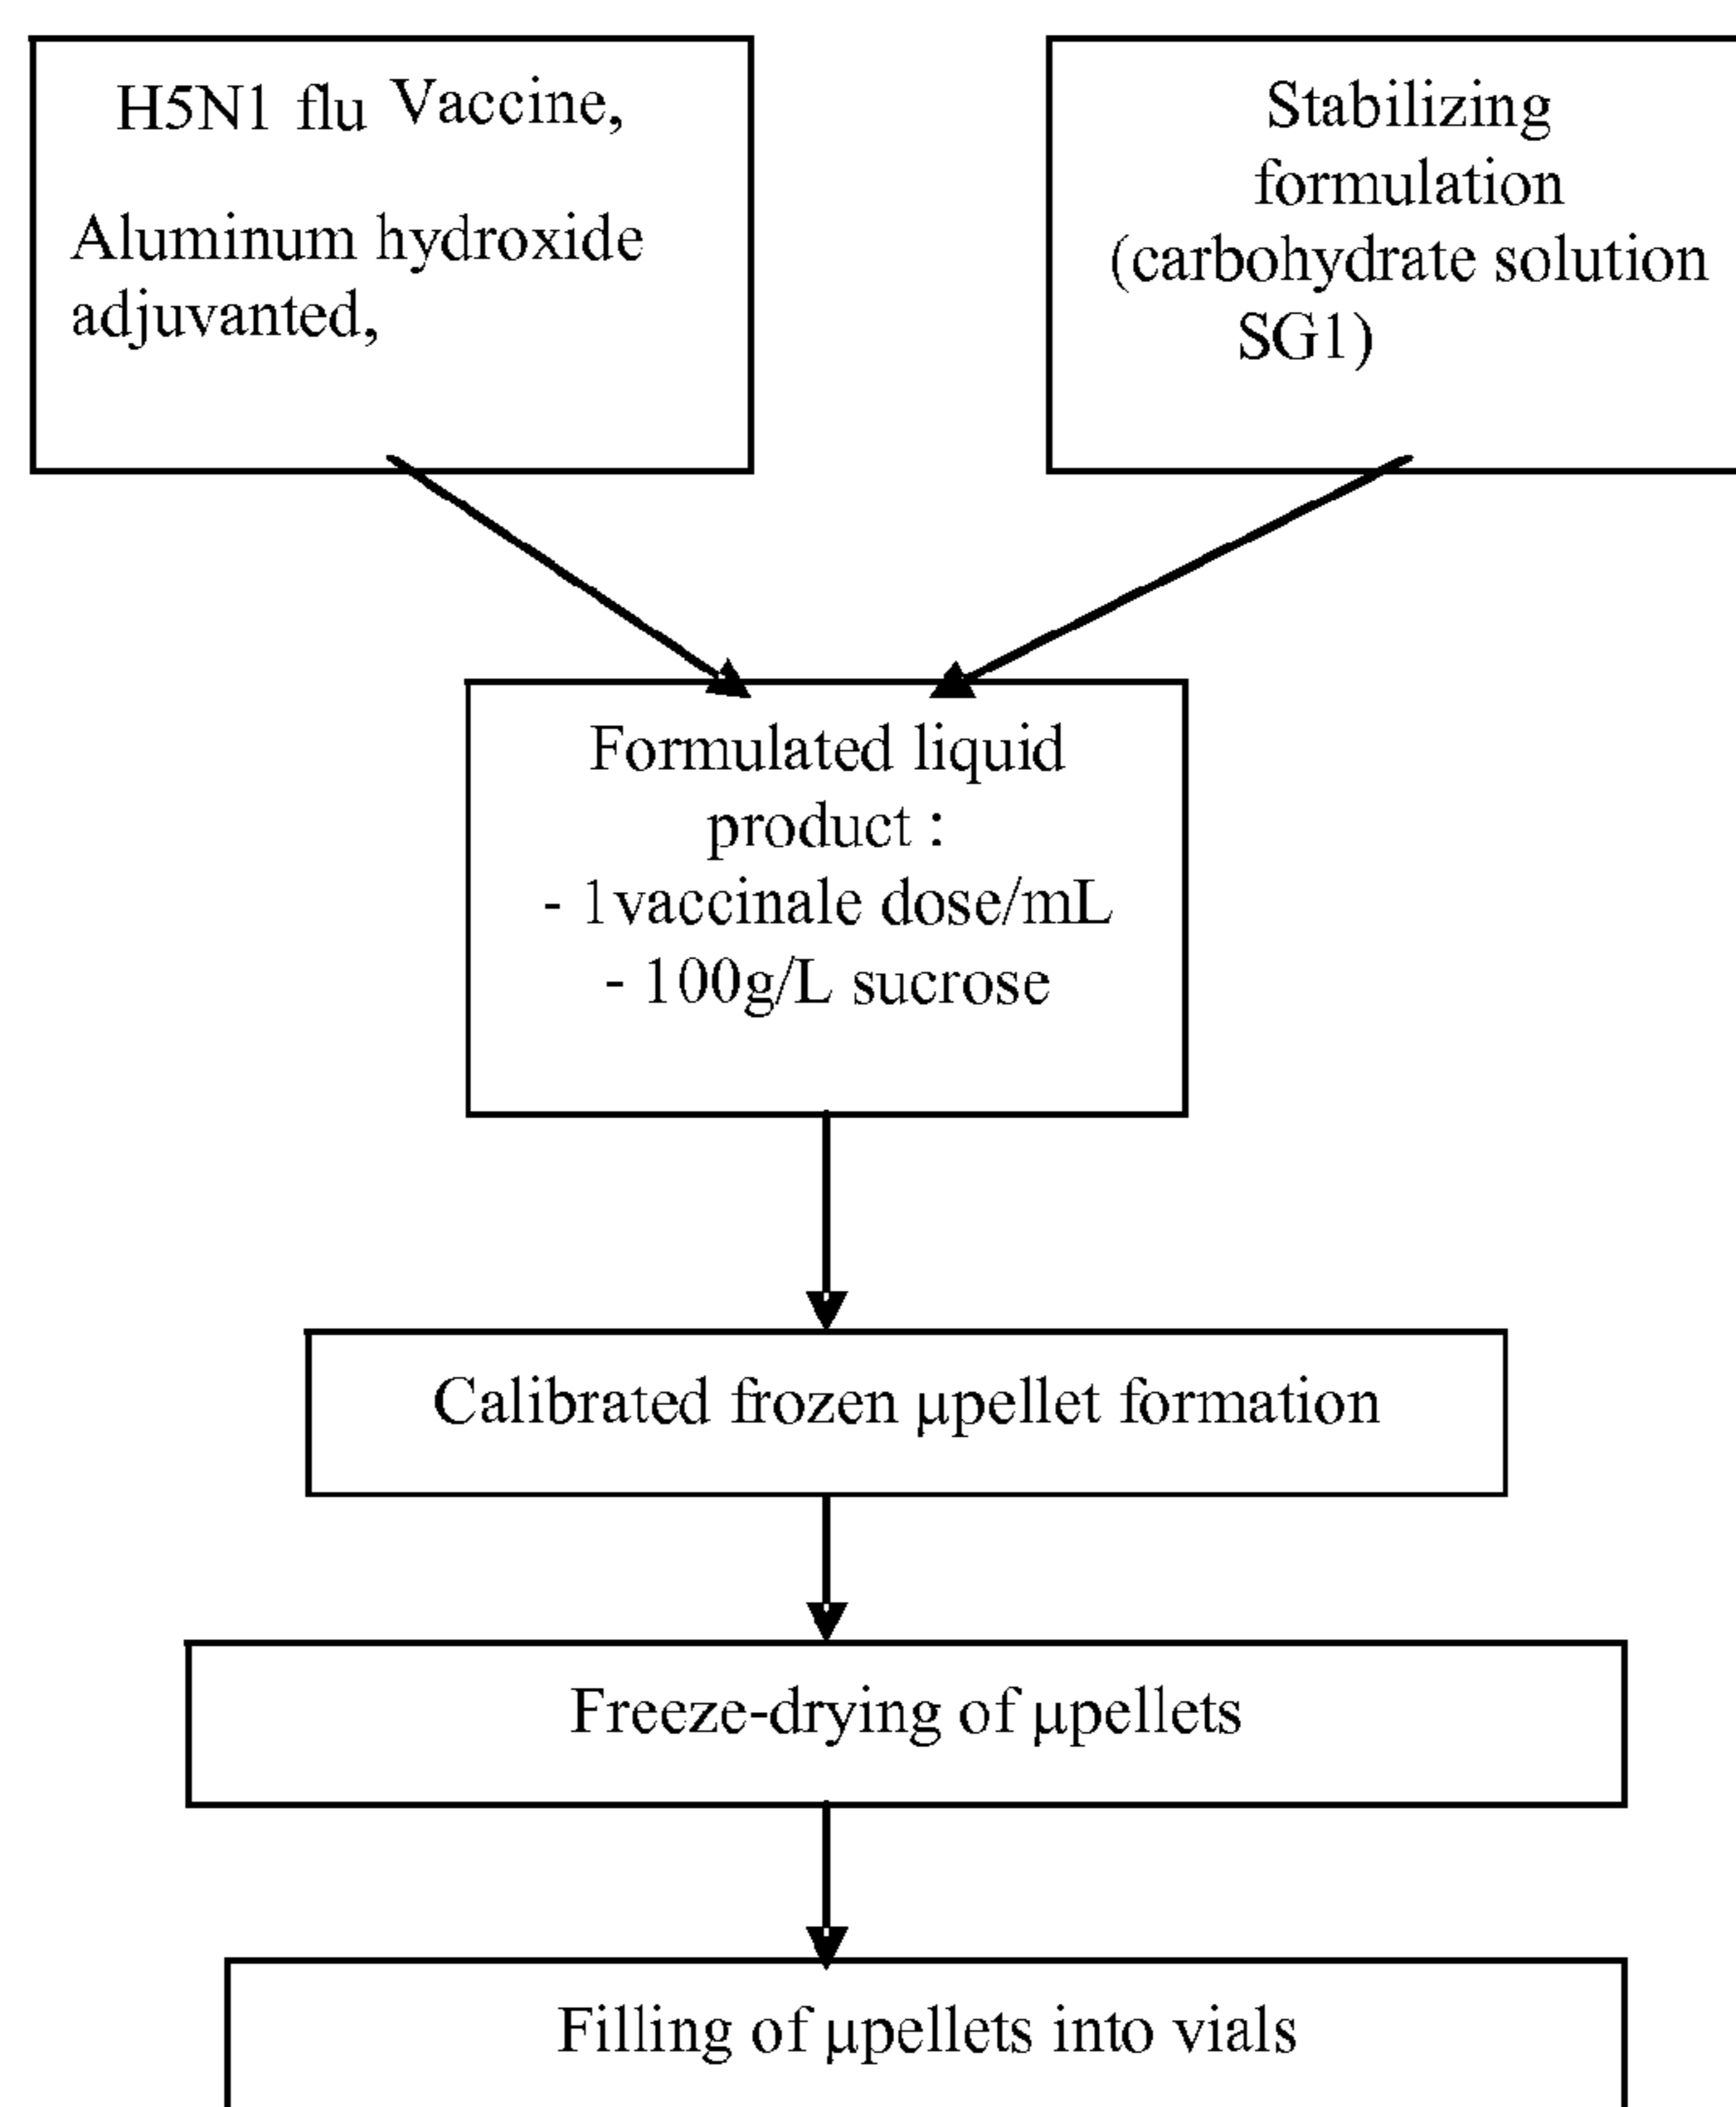 H5N1 flu Vaccine,
Aluminum hydroxide
adjuvanted,
Stabilizing
formulation
(carbohydrate solution
SG1)
Formulated liquid
product :
- 1vaccinale dose/mL
- 100g/L sucrose
Calibrated frozen µpellet formation
Freeze-drying of µpellets
Filling of µpellets into vials